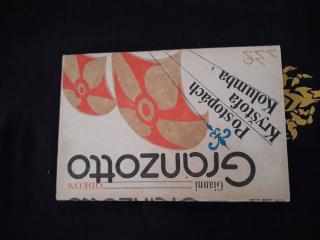 Gianni
ODEON
Granzotto
Po stopách
Kryštofa
Kolumba